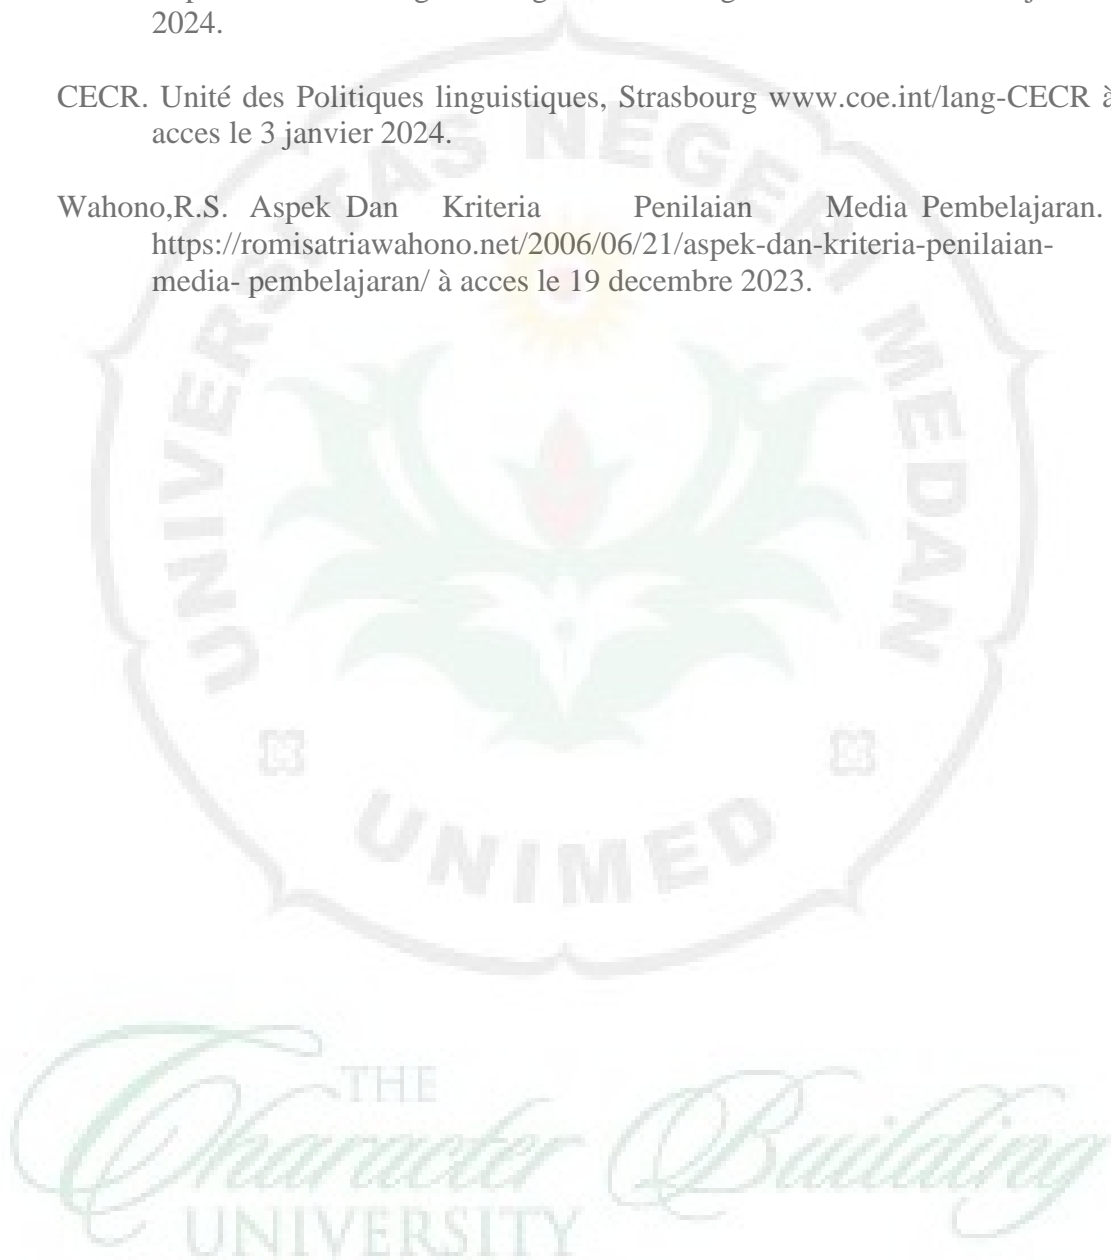 2024.
CECR. Unité des Politiques linguistiques, Strasbourg www.coe.int/lang-CECR à
acces le 3 janvier 2024.
Wahono,R.S. Aspek Dan Kriteria Penilaian Media Pembelajaran.
https://romisatriawahono.net/2006/06/21/aspek-dan-kriteria-penilaian-
media- pembelajaran/ à acces le 19 decembre 2023.
UNIVERSITAS NEGERI MEDAN
UNIMED
THE
Character Building
UNIVERSITY